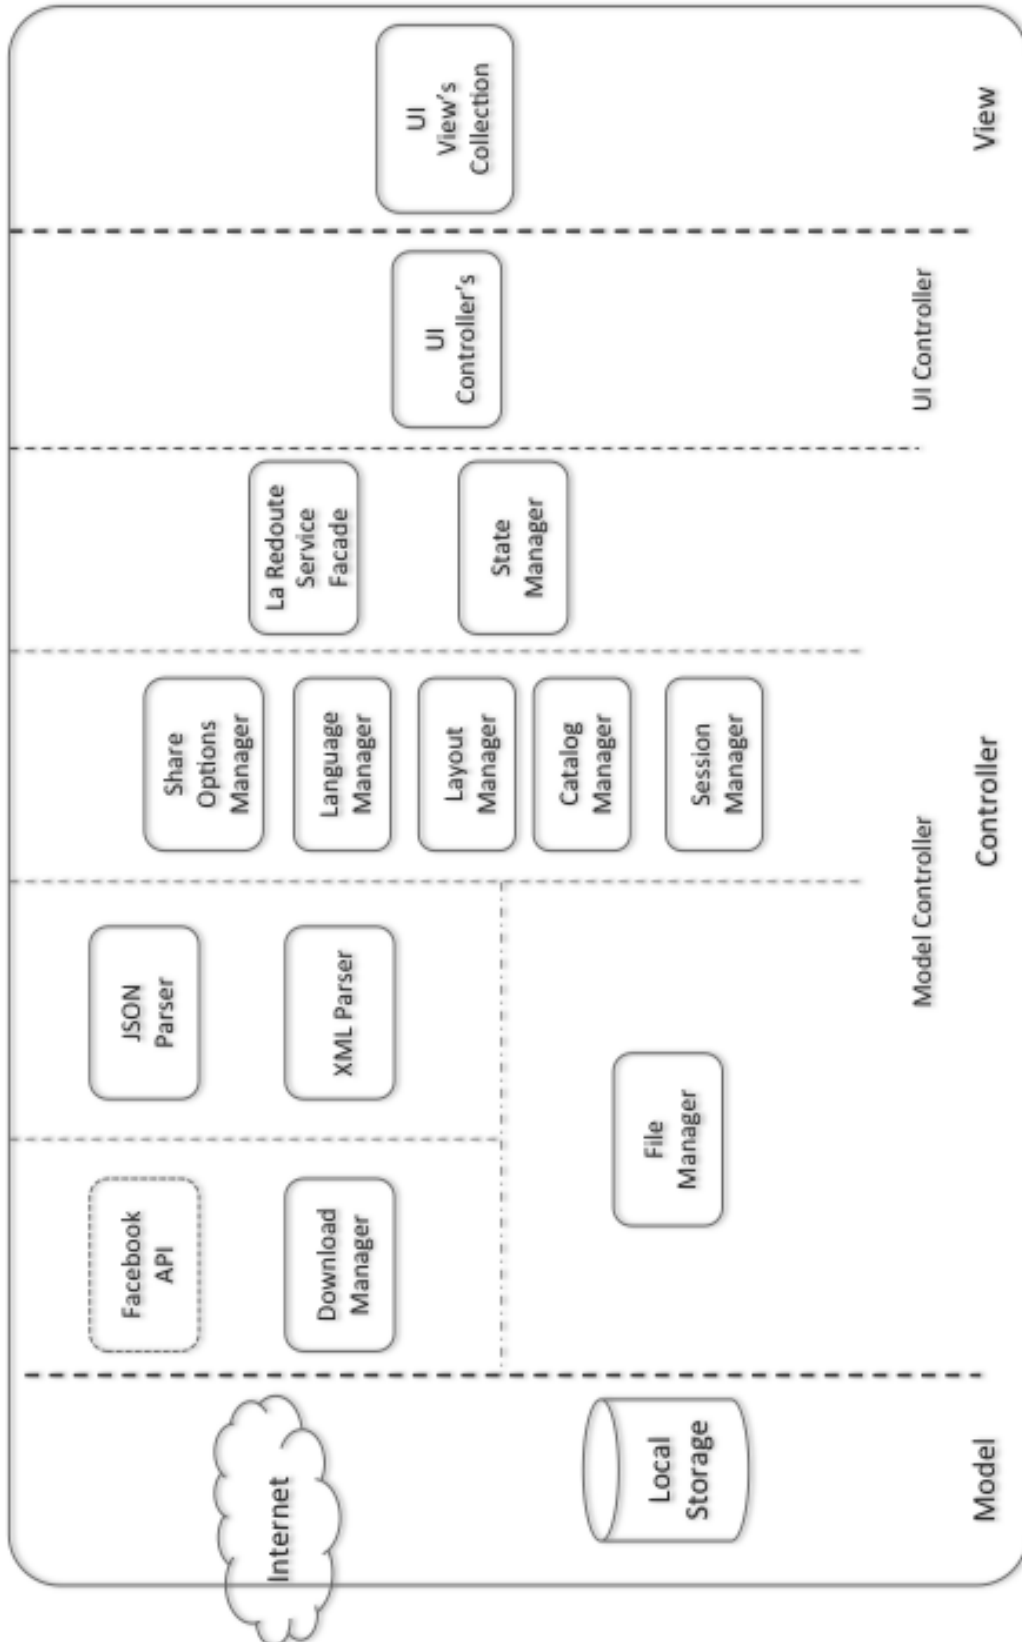 Internet
Local
Storage
Model
Facebook
API
Download
Manager
JSON
Parser
XML Parser
File
Manager
Share
Options
Manager
Language
Manager
Layout
Manager
Catalog
Manager
Session
Manager
La Redoute
Service
Facade
State
Manager
Model Controller
UI
Controller's
UI Controller
Controller
UI
View's
Collection
View